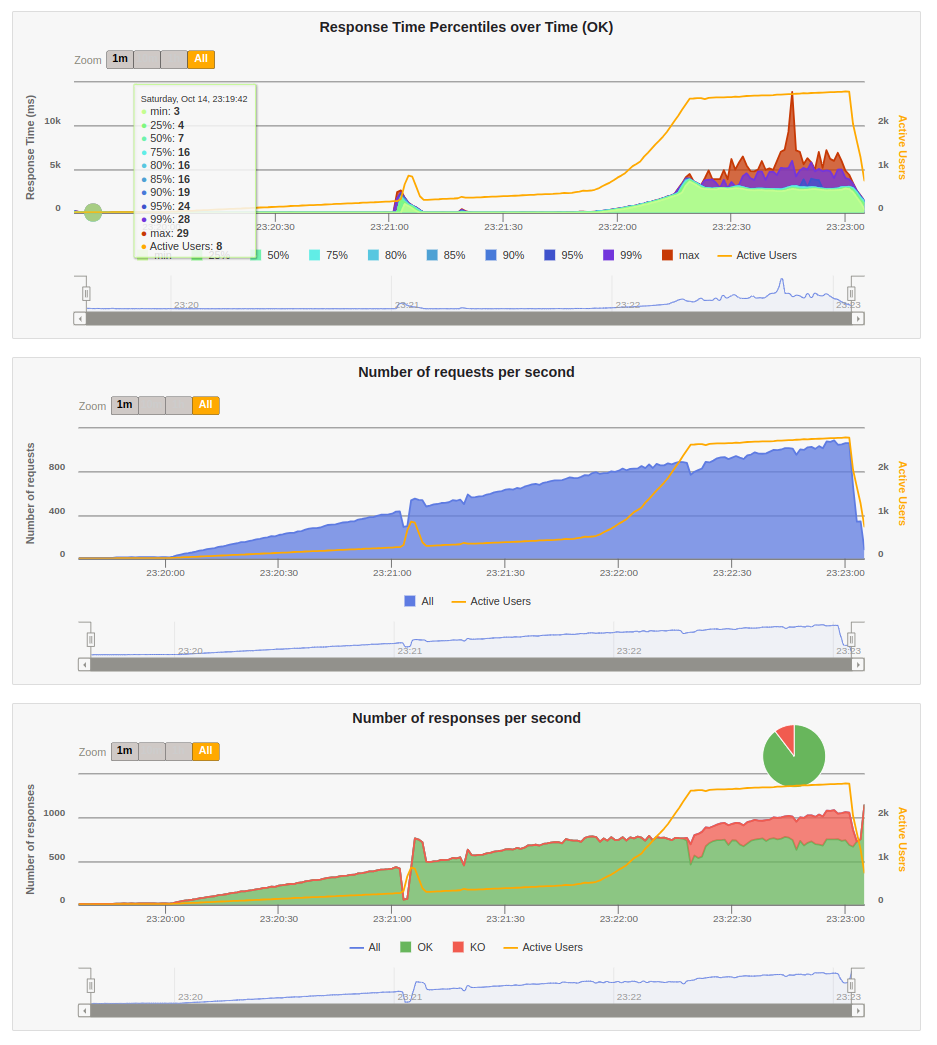 Response Time Percentiles over Time (OK)
Zoom 1m All
Response Time (ms)
10k
5k
0
Saturday, Oct 14, 23:19:42
min: 3
25%: 4
50%: 7
75%: 16
80%: 16
85%: 16
90%: 19
95%: 24
99%: 28
max: 29
Active Users: 8
2k
1k
0
Active Users
23:20:30 23:21:00 23:21:30 23:22:00 23:22:30 23:23:00
min 25% 50% 75% 80% 85% 90% 95% 99% max Active Users
23:20 23:21 23:22 23:23
Number of requests per second
Zoom 1m All
Number of requests
800
400
0
2k
1k
0
Active Users
23:20:00 23:20:30 23:21:00 23:21:30 23:22:00 23:22:30 23:23:00
All Active Users
23:20 23:21 23:22 23:23
Number of responses per second
Zoom 1m All
Number of responses
1000
500
0
2k
1k
0
Active Users
23:20:00 23:20:30 23:21:00 23:21:30 23:22:00 23:22:30 23:23:00
All OK KO Active Users
23:20 23:21 23:22 23:23